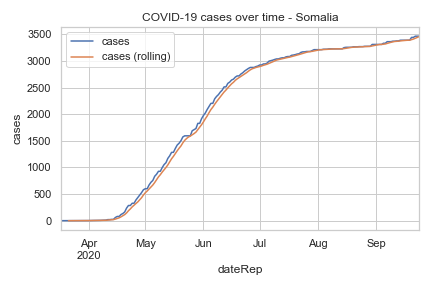 COVID-19 cases over time - Somalia
cases
cases (rolling)
3500
3000
2500
2000
1500
1000
500
0
cases
Apr
2020
May
Jun
Jul
Aug
Sep
dateRep